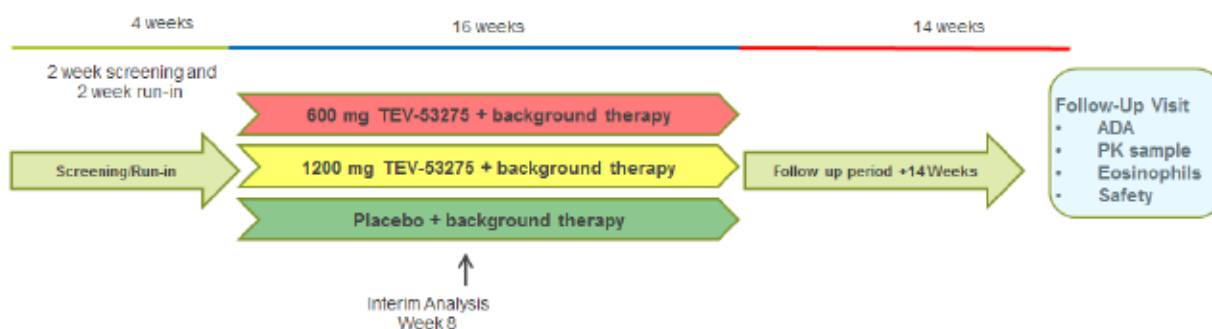 4 weeks
16 weeks
14 weeks
2 week screening and
2 week run-in
Screening/Run-in
600 mg TEV-53275 + background therapy
1200 mg TEV-53275 + background therapy
Placebo + background therapy
Interim Analysis
Week 8
Follow up period +14 Weeks
Follow-Up Visit
• ADA
• PK sample
• Eosinophils
• Safety